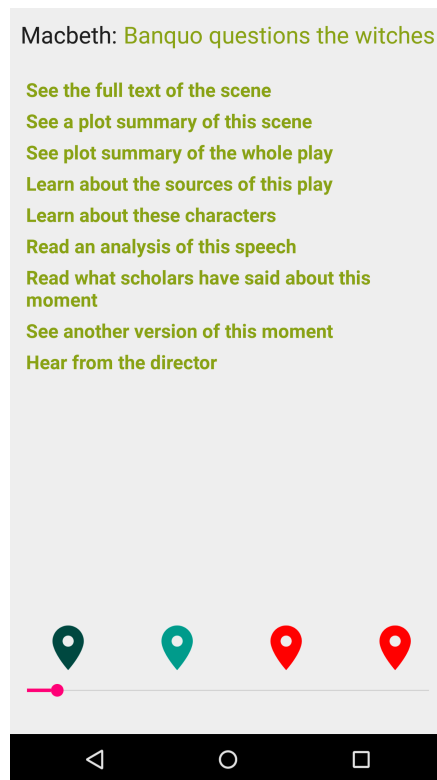 Macbeth: Banquo questions the witches
See the full text of the scene
See a plot summary of this scene
See plot summary of the whole play
Learn about the sources of this play
Learn about these characters
Read an analysis of this speech
Read what scholars have said about this
moment
See another version of this moment
Hear from the director